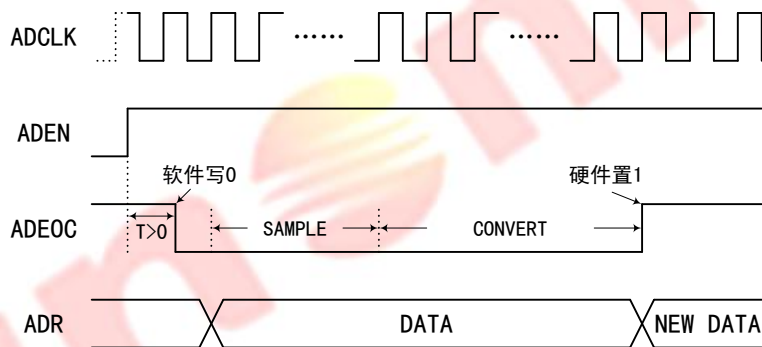 ADCLK
……
……
ADEN
软件写0
硬件置1
ADEOC
T>0
SAMPLE
CONVERT
ADR
DATA
NEW DATA